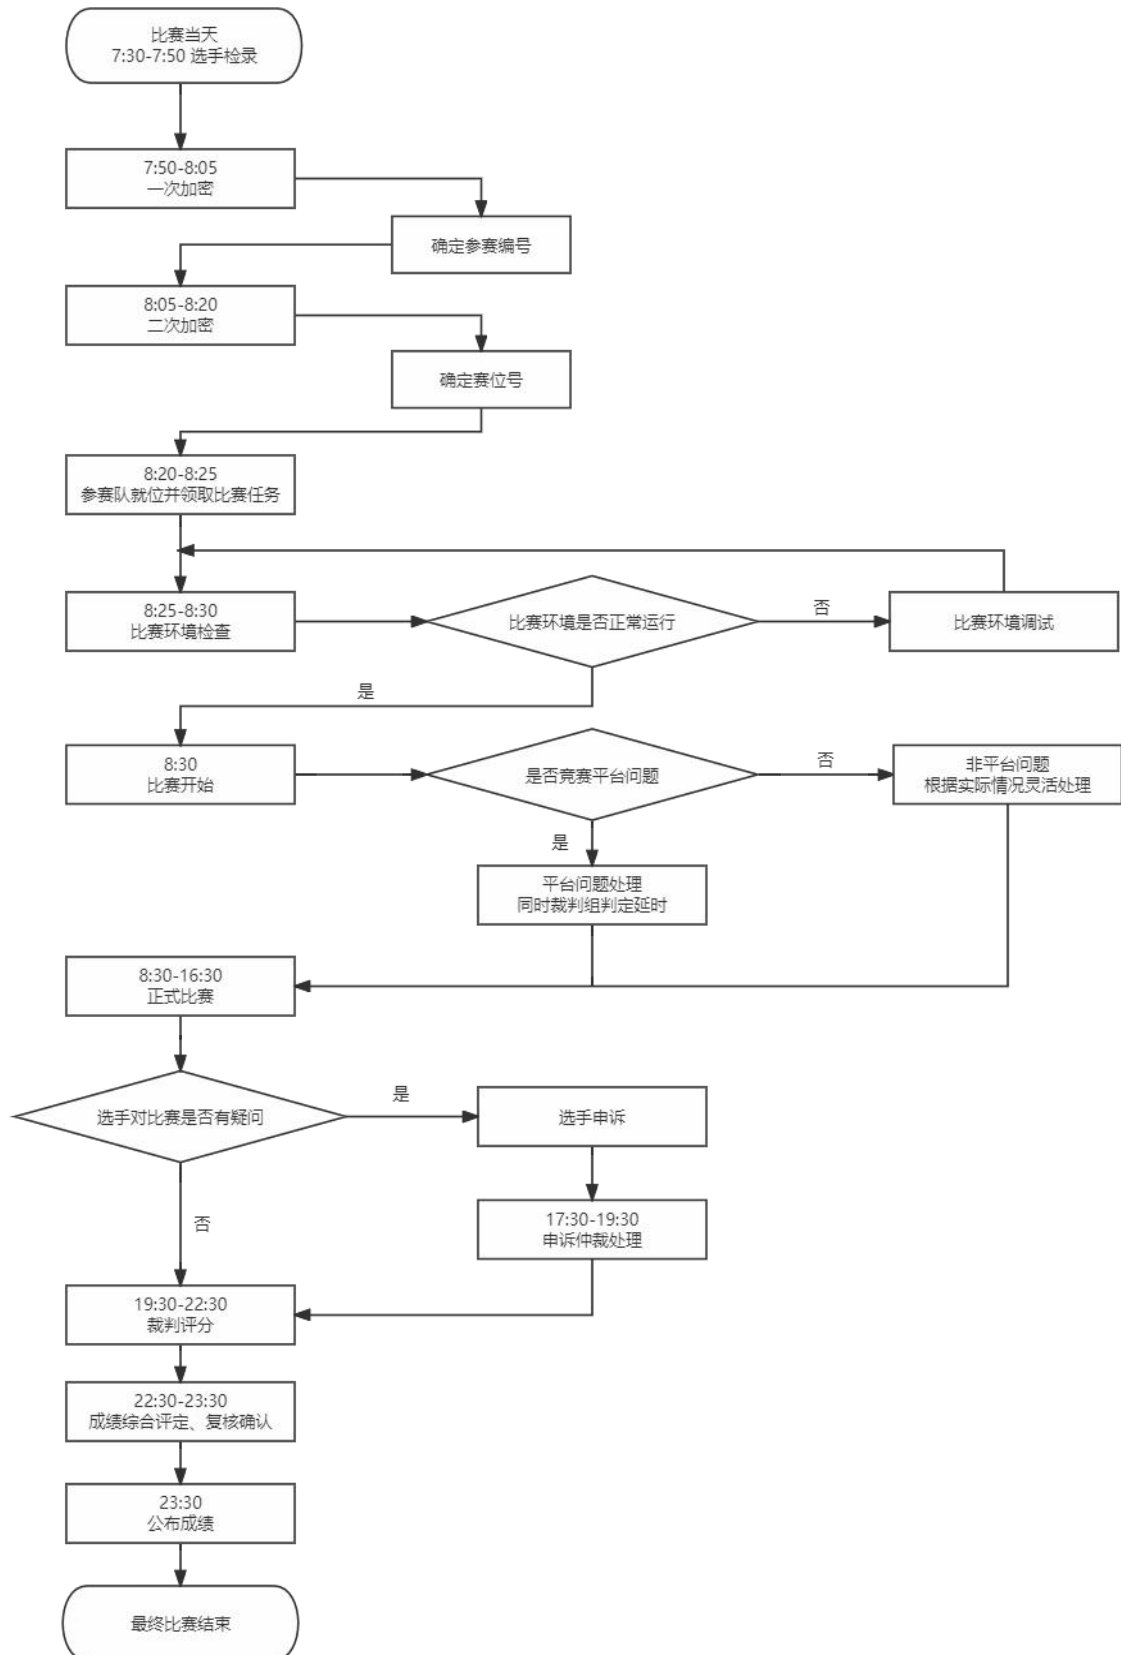 比赛当天
7:30-7:50 选手检录
7:50-8:05
一次加密
确定参赛编号
8:05-8:20
二次加密
确定赛位号
8:20-8:25
参赛队就位并领取比赛任务
8:25-8:30
比赛环境检查
比赛环境是否正常运行
否
比赛环境调试
是
8:30
比赛开始
是否竞赛平台问题
否
非平台问题
根据实际情况灵活处理
是
平台问题处理
同时裁判组判定延时
8:30-16:30
正式比赛
选手对比赛是否有疑问
是
选手申诉
否
17:30-19:30
申诉仲裁处理
19:30-22:30
裁判评分
22:30-23:30
成绩综合评定、复核确认
23:30
公布成绩
最终比赛结束